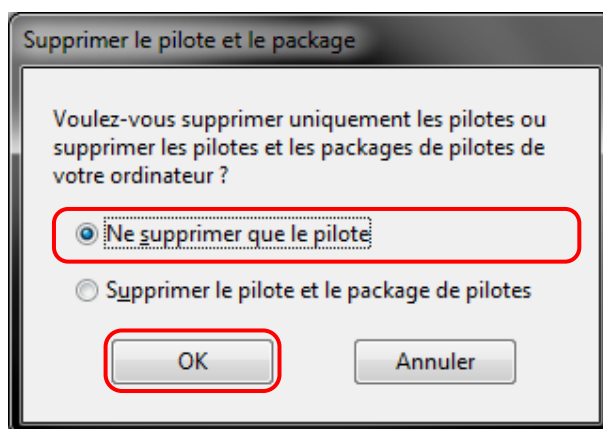 Supprimer le pilote et le package
Voulez-vous supprimer uniquement les pilotes ou
supprimer les pilotes et les packages de pilotes de
votre ordinateur ?
Ne supprimer que le pilote
Supprimer le pilote et le package de pilotes
OK Annuler